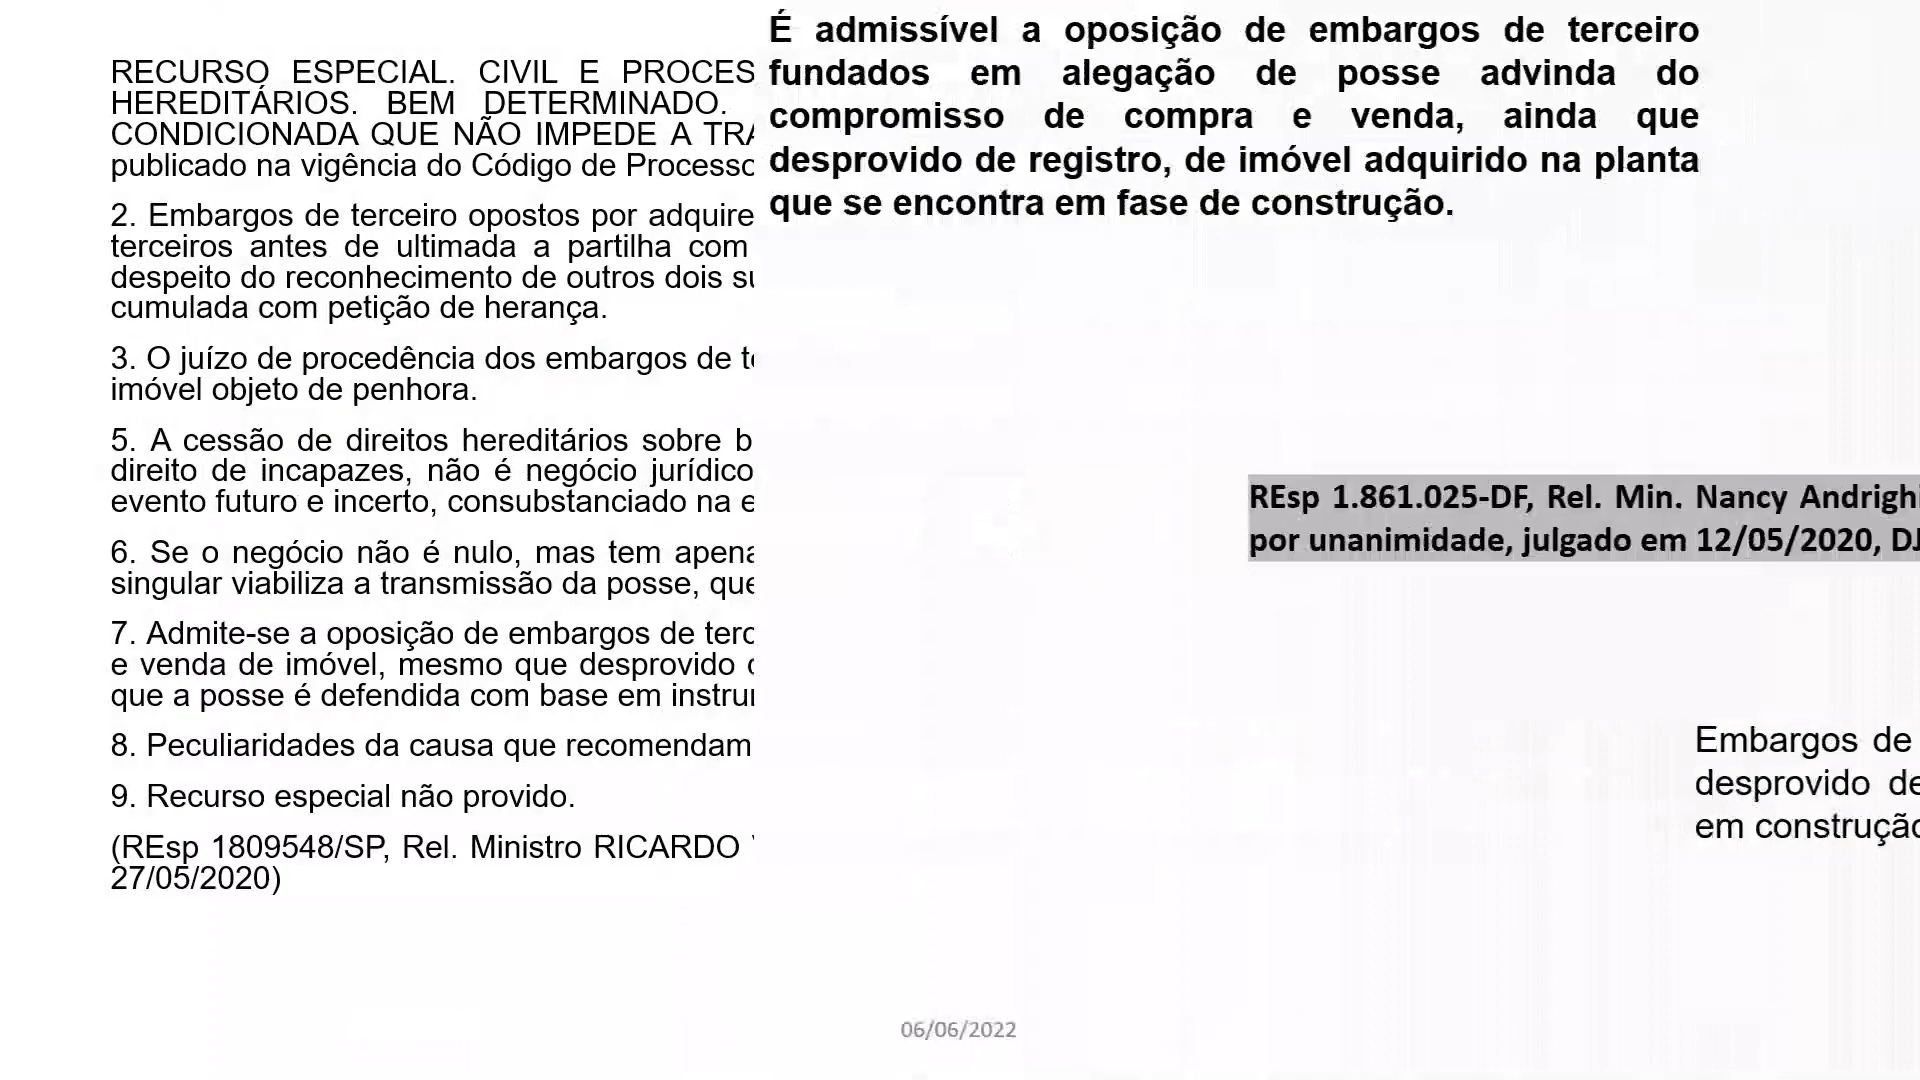 RECURSO ESPECIAL. CIVIL E PROCES
HEREDITÁRIOS. BEM DETERMINADO.
CONDICIONADA QUE NÃO IMPEDE A TRA
publicado na vigência do Código de Processo
2. Embargos de terceiro opostos por adquire
terceiros antes de ultimada a partilha com
despeito do reconhecimento de outros dois su
cumulada com petição de herança.
3. O juízo de procedência dos embargos de te
imóvel objeto de penhora.
5. A cessão de direitos hereditários sobre b
direito de incapazes, não é negócio jurídico
evento futuro e incerto, consubstanciado na e
6. Se o negócio não é nulo, mas tem apena
singular viabiliza a transmissão da posse, que
7. Admite-se a oposição de embargos de terc
e venda de imóvel, mesmo que desprovido
que a posse é defendida com base em instru
8. Peculiaridades da causa que recomendam
9. Recurso especial não provido.
(REsp 1809548/SP, Rel. Ministro RICARDO
27/05/2020)
É admissível a oposição de embargos de terceiro
fundados em alegação de posse advinda do
compromisso de compra e venda, ainda que
desprovido de registro, de imóvel adquirido na planta
que se encontra em fase de construção.
REsp 1.861.025-DF, Rel. Min. Nancy Andrighi
por unanimidade, julgado em 12/05/2020, DJ
Embargos de
desprovido de
em construção
06/06/2022